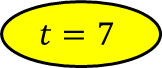 t = 7